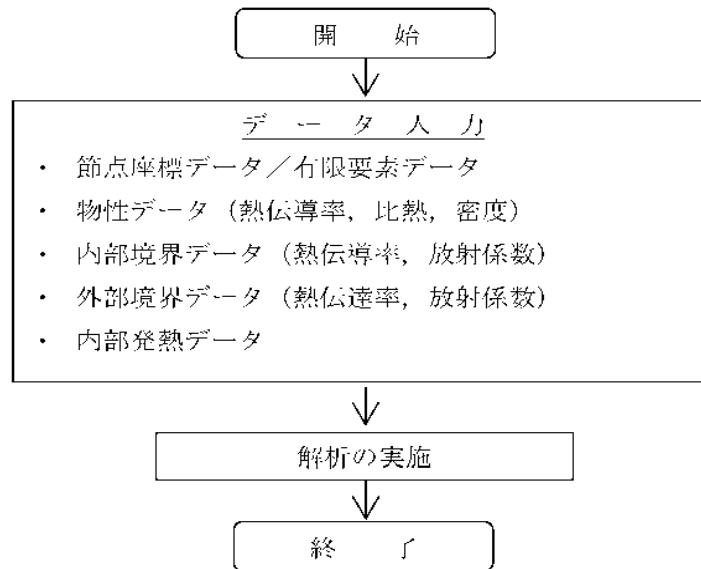 開 始
データ入力
・ 節点座標データ／有限要素データ
・ 物性データ（熱伝導率，比熱，密度）
・ 内部境界データ（熱伝導率，放射係数）
・ 外部境界データ（熱伝達率，放射係数）
・ 内部発熱データ
解析の実施
終 了